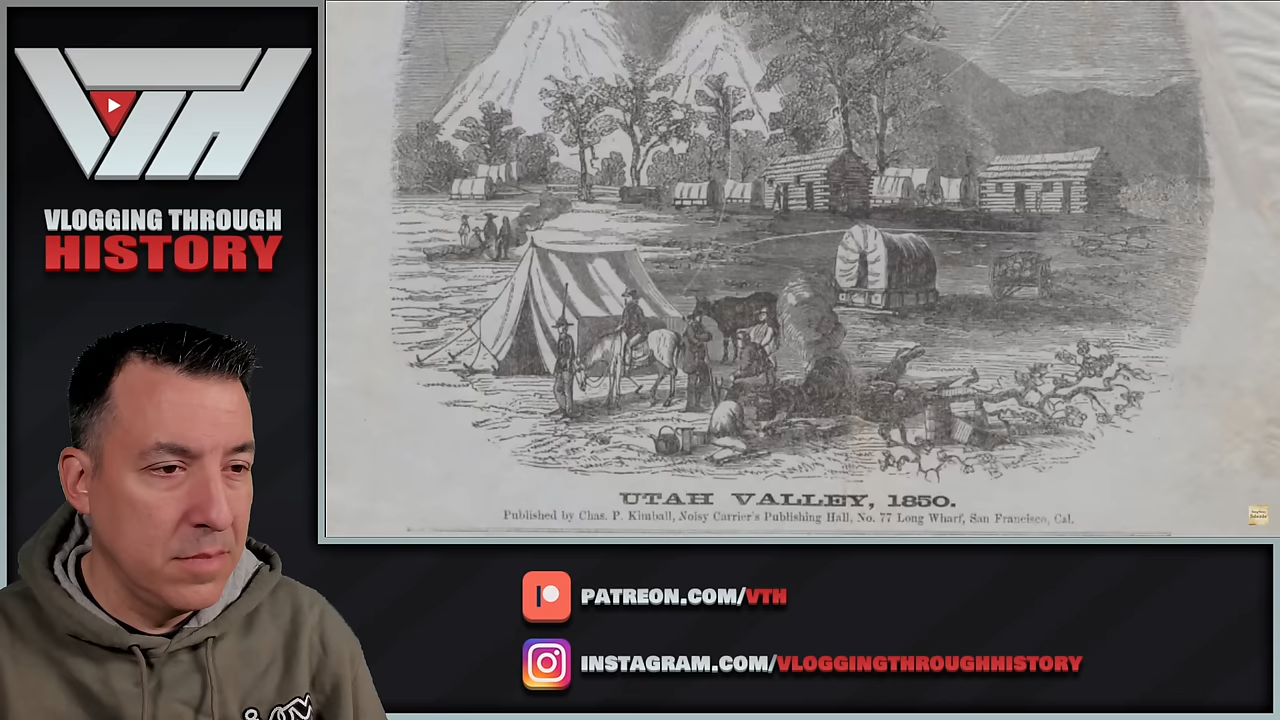 VTH
VLOGGING THROUGH
HISTORY
UTAH VALLEY, 1850.
Published by Chas. P. Kimball, Noisy Carrier's Publishing Hall, No. 77 Long Wharf, San Francisco, Cal.
PATREON.COM/VTH
INSTAGRAM.COM/VLOGGINGTHROUGHHISTORY